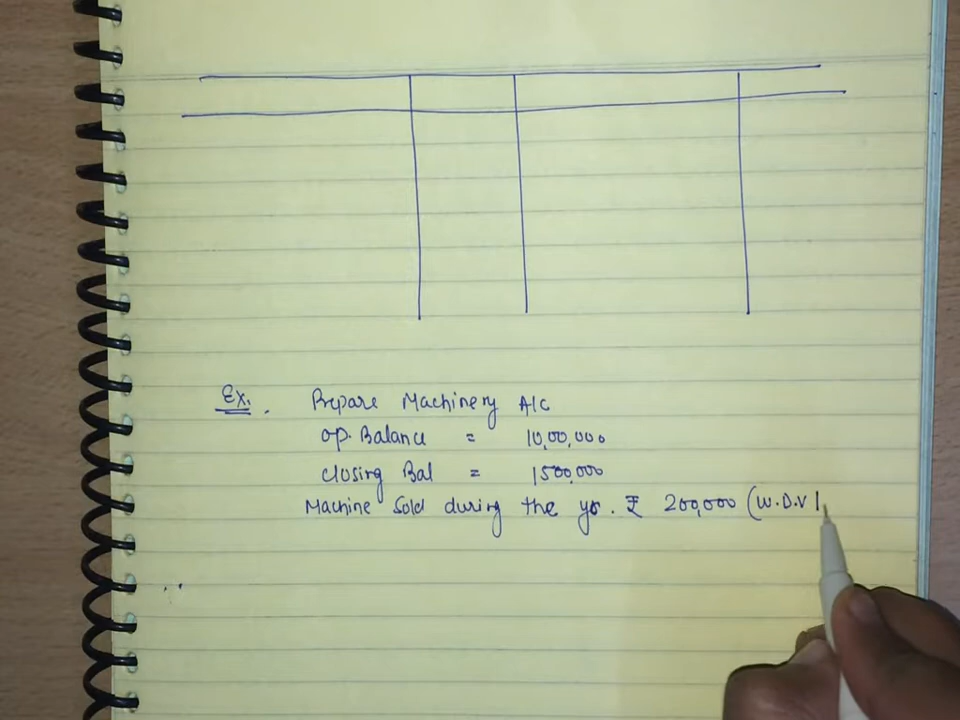 Ex.
Prepare Machinery A/c
Op. Balance = 10,00,000
Closing Bal = 1500,000
Machine Sold during the yr. ₹ 200,000 (W.D.V